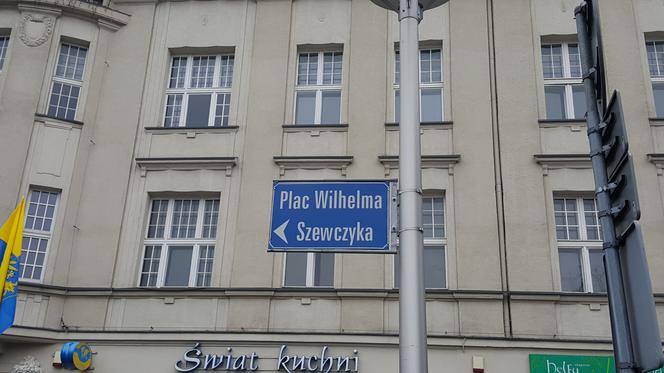 Plac Wilhelma
Szewczyka
Świat kuchni